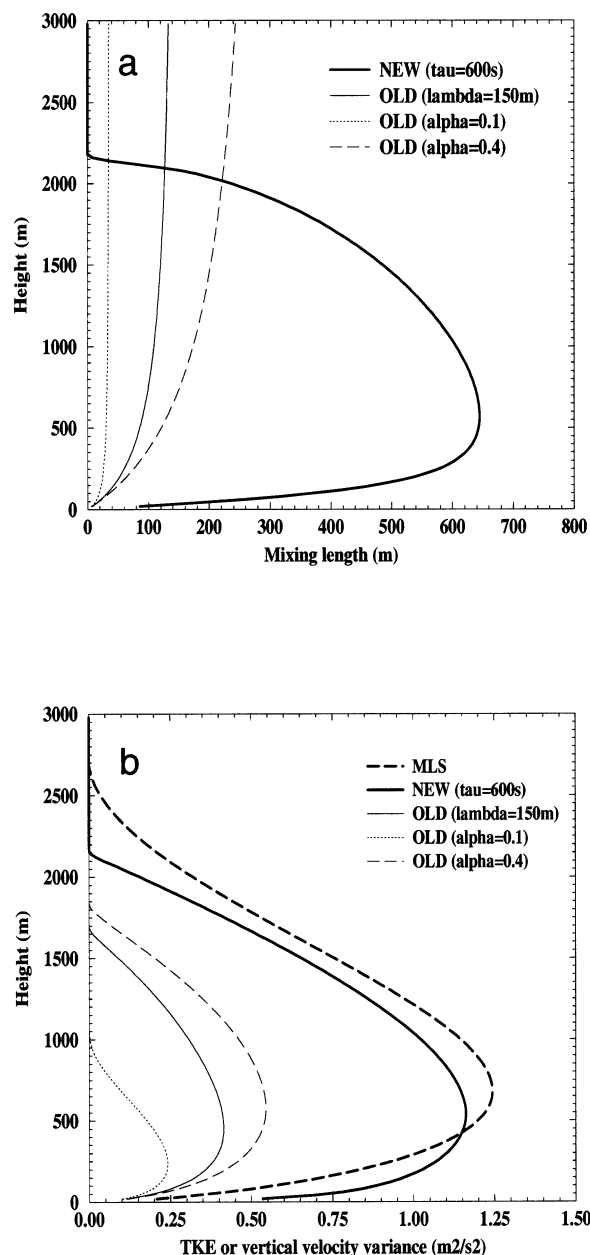 3000
a
NEW (tau=600s)
OLD (lambda=150m)
OLD (alpha=0.1)
OLD (alpha=0.4)
2500
2000
1500
1000
500
0
Height (m)
0 100 200 300 400 500 600 700 800
Mixing length (m)
3000
b
MLS
NEW (tau=600s)
OLD (lambda=150m)
OLD (alpha=0.1)
OLD (alpha=0.4)
2500
2000
1500
1000
500
0
Height (m)
0.00 0.25 0.50 0.75 1.00 1.25 1.50
TKE or vertical velocity variance (m2/s2)